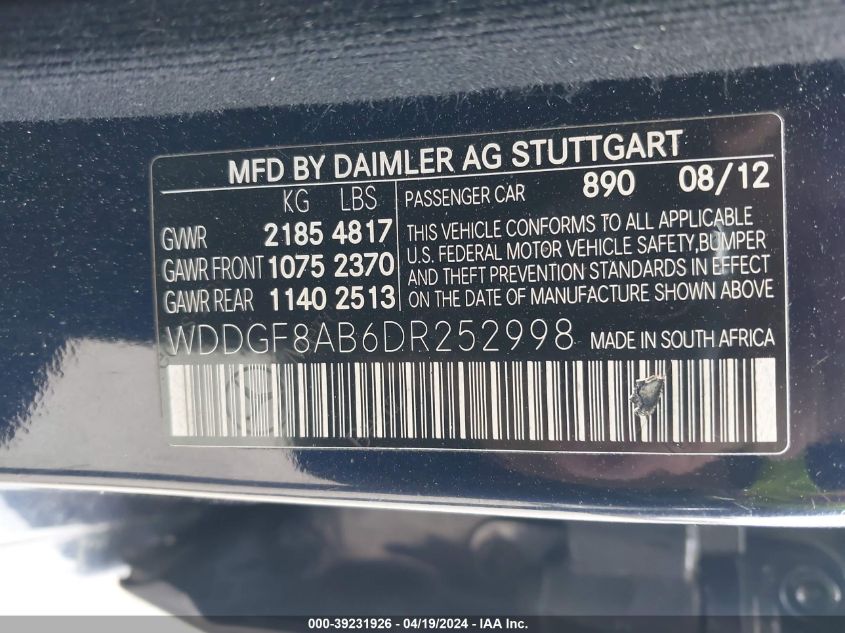 MFD BY DAIMLER AG STUTTGART
KG LBS
GVWR 2185 4817
GAWR FRONT 1075 2370
GAWR REAR 1140 2513
PASSENGER CAR 890 08/12
THIS VEHICLE CONFORMS TO ALL APPLICABLE
U.S. FEDERAL MOTOR VEHICLE SAFETY,BUMPER
AND THEFT PREVENTION STANDARDS IN EFFECT
ON THE DATE OF MANUFACTURE SHOWN ABOVE
WDDGF8AB6DR252998 MADE IN SOUTH AFRICA
000-39231926 - 04/19/2024 - IAA Inc.